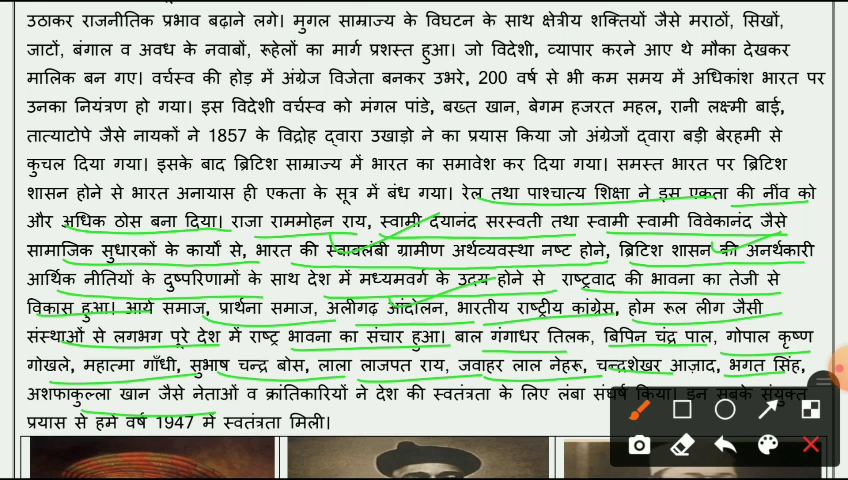 उठाकर राजनीतिक प्रभाव बढ़ाने लगे। मुगल साम्राज्य के विघटन के साथ क्षेत्रीय शक्तियों जैसे मराठों, सिखों,
जाटों, बंगाल व अवध के नवाबों, रूहेलों का मार्ग प्रशस्त हुआ। जो विदेशी, व्यापार करने आए थे मौका देखकर
मालिक बन गए। वर्चस्व की होड़ में अंग्रेज विजेता बनकर उभरे, 200 वर्ष से भी कम समय में अधिकांश भारत पर
उनका नियंत्रण हो गया। इस विदेशी वर्चस्व को मंगल पांडे, बख्त खान, बेगम हजरत महल, रानी लक्ष्मी बाई,
तात्याटोपे जैसे नायकों ने 1857 के विद्रोह द्वारा उखाड़ो ने का प्रयास किया जो अंग्रेजों द्वारा बड़ी बेरहमी से
कुचल दिया गया। इसके बाद ब्रिटिश साम्राज्य में भारत का समावेश कर दिया गया। समस्त भारत पर ब्रिटिश
शासन होने से भारत अनायास ही एकता के सूत्र में बंध गया। रेल तथा पाश्चात्य शिक्षा ने इस एकता की नींव को
और अधिक ठोस बना दिया। राजा राममोहन राय, स्वामी दयानंद सरस्वती तथा स्वामी स्वामी विवेकानंद जैसे
सामाजिक सुधारकों के कार्यों से, भारत की स्वावलंबी ग्रामीण अर्थव्यवस्था नष्ट होने, ब्रिटिश शासन की अनर्थकारी
आर्थिक नीतियों के दुष्परिणामों के साथ देश में मध्यमवर्ग के उदय होने से राष्ट्रवाद की भावना का तेजी से
विकास हुआ। आर्य समाज, प्रार्थना समाज, अलीगढ़ आंदोलन, भारतीय राष्ट्रीय कांग्रेस, होम रूल लीग जैसी
संस्थाओं से लगभग पूरे देश में राष्ट्र भावना का संचार हुआ। बाल गंगाधर तिलक, बिपिन चंद्र पाल, गोपाल कृष्ण
गोखले, महात्मा गाँधी, सुभाष चन्द्र बोस, लाला लाजपत राय, जवाहर लाल नेहरू, चन्द्रशेखर आज़ाद, भगत सिंह,
अशफाकुल्ला खान जैसे नेताओं व क्रांतिकारियों ने देश की स्वतंत्रता के लिए लंबा संघर्ष किया। इन सबके संयुक्त
प्रयास से हमें वर्ष 1947 में स्वतंत्रता मिली।